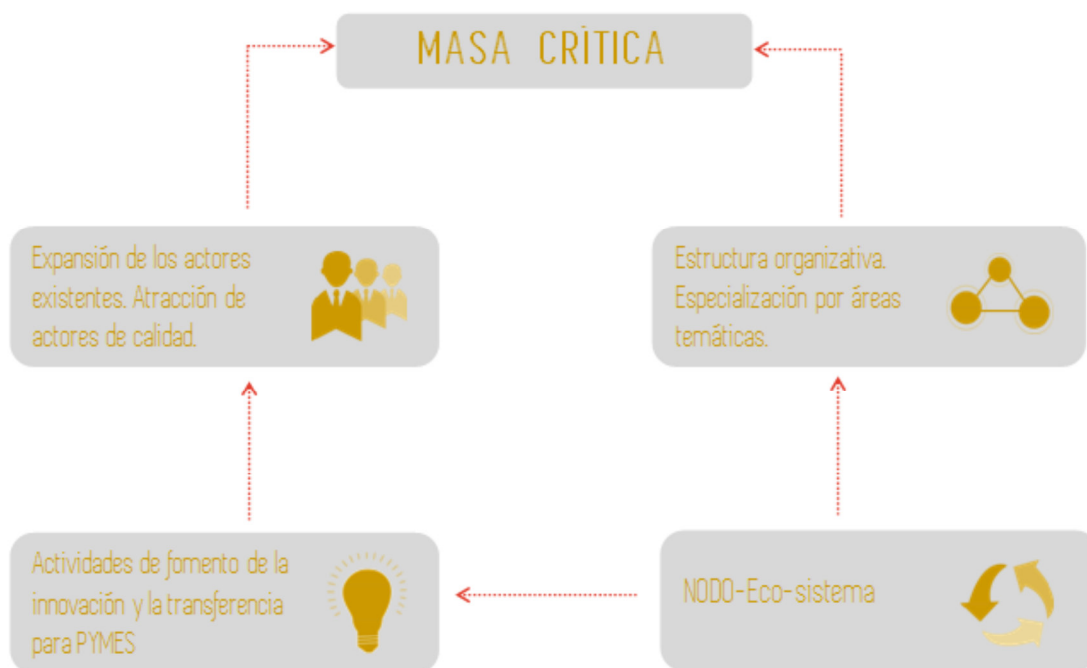 MASA CRÌTICA
Expansión de los actores
existentes. Atracción de
actores de calidad.
Estructura organizativa.
Especialización por áreas
temáticas.
Actividades de fomento de la
innovación y la transferencia
para PYMES
NODO-Eco-sistema